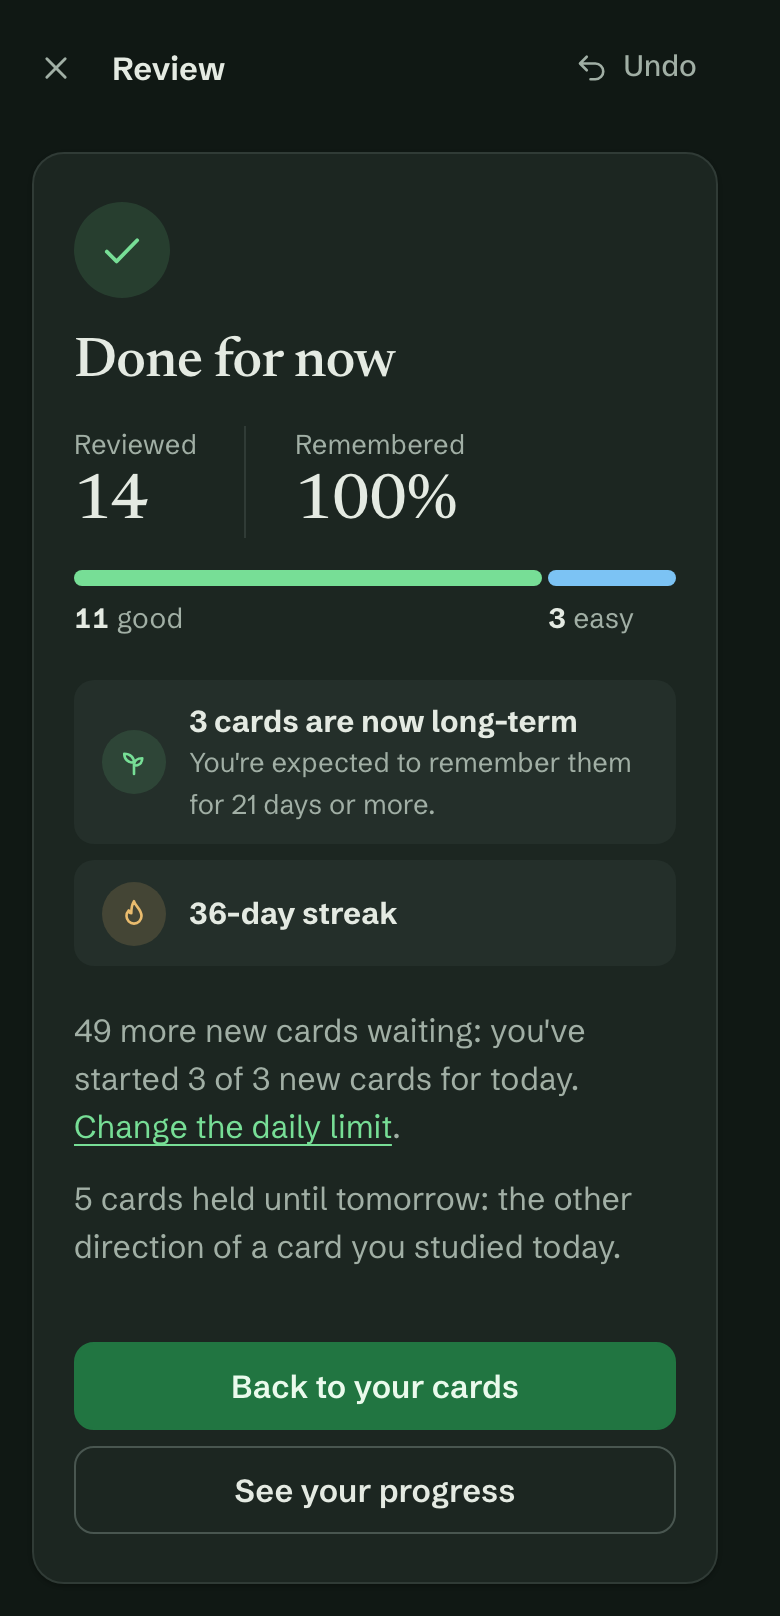 Review
Undo
Done for now
Reviewed
14
Remembered
100%
11 good
3 easy
3 cards are now long-term
You're expected to remember them
for 21 days or more.
36-day streak
49 more new cards waiting: you've
started 3 of 3 new cards for today.
Change the daily limit.
5 cards held until tomorrow: the other
direction of a card you studied today.
Back to your cards
See your progress